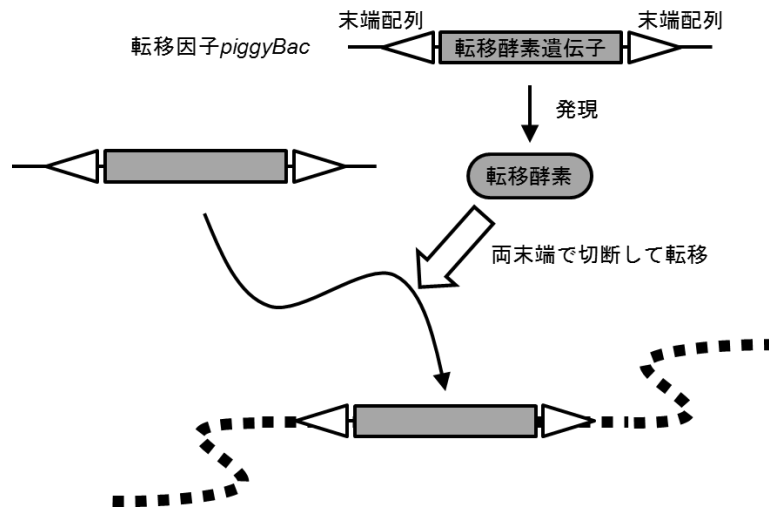 末端配列
末端配列
転移因子piggyBac
転移酵素遺伝子
発現
転移酵素
両末端で切断して転移